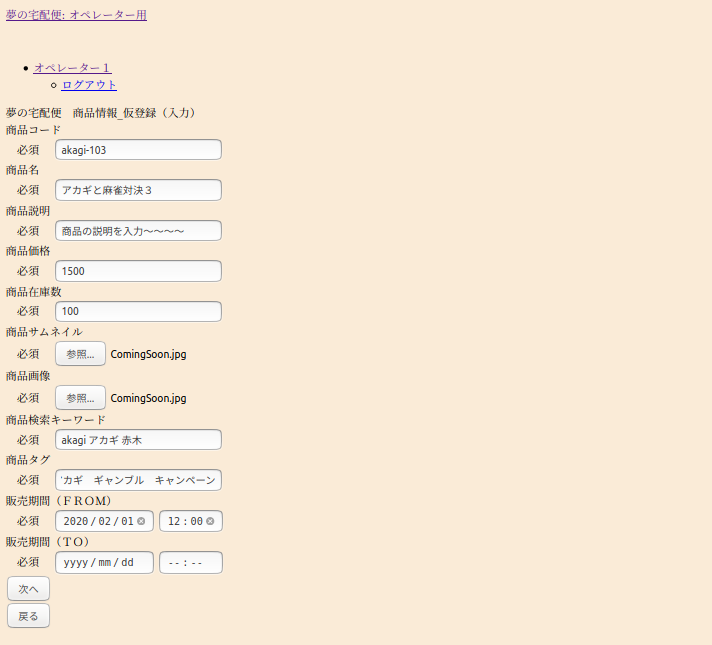 夢の宅配便: オペレーター用
オペレーター１
ログアウト
夢の宅配便　商品情報_仮登録（入力）
商品コード
必須 akagi-103
商品名
必須 アカギと麻雀対決３
商品説明
必須 商品の説明を入力～～～～
商品価格
必須 1500
商品在庫数
必須 100
商品サムネイル
必須 参照... ComingSoon.jpg
商品画像
必須 参照... ComingSoon.jpg
商品検索キーワード
必須 akagi アカギ 赤木
商品タグ
必須 カギ　ギャンブル　キャンペーン
販売期間（ＦＲＯＭ）
必須 2020 / 02 / 01 12 : 00
販売期間（ＴＯ）
必須 yyyy / mm / dd -- : --
次へ
戻る